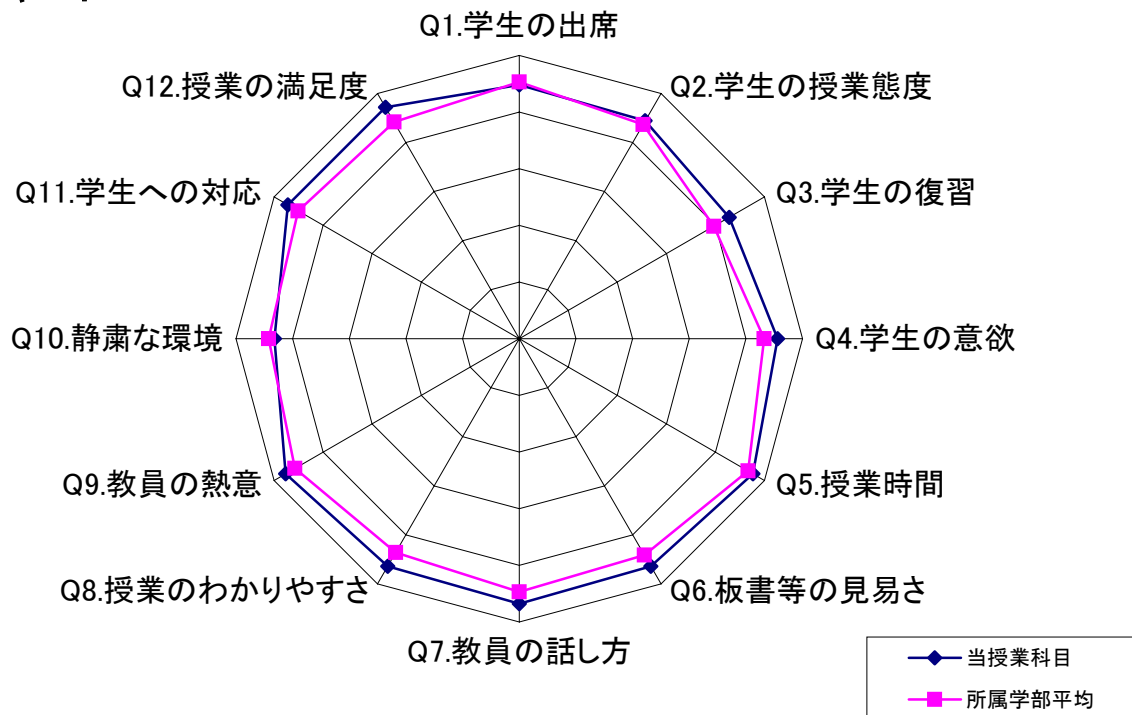 Q1.学生の出席
Q2.学生の授業態度
Q3.学生の復習
Q4.学生の意欲
Q5.授業時間
Q6.板書等の見易さ
Q7.教員の話し方
Q8.授業のわかりやすさ
Q9.教員の熱意
Q10.静粛な環境
Q11.学生への対応
Q12.授業の満足度
当授業科目
所属学部平均